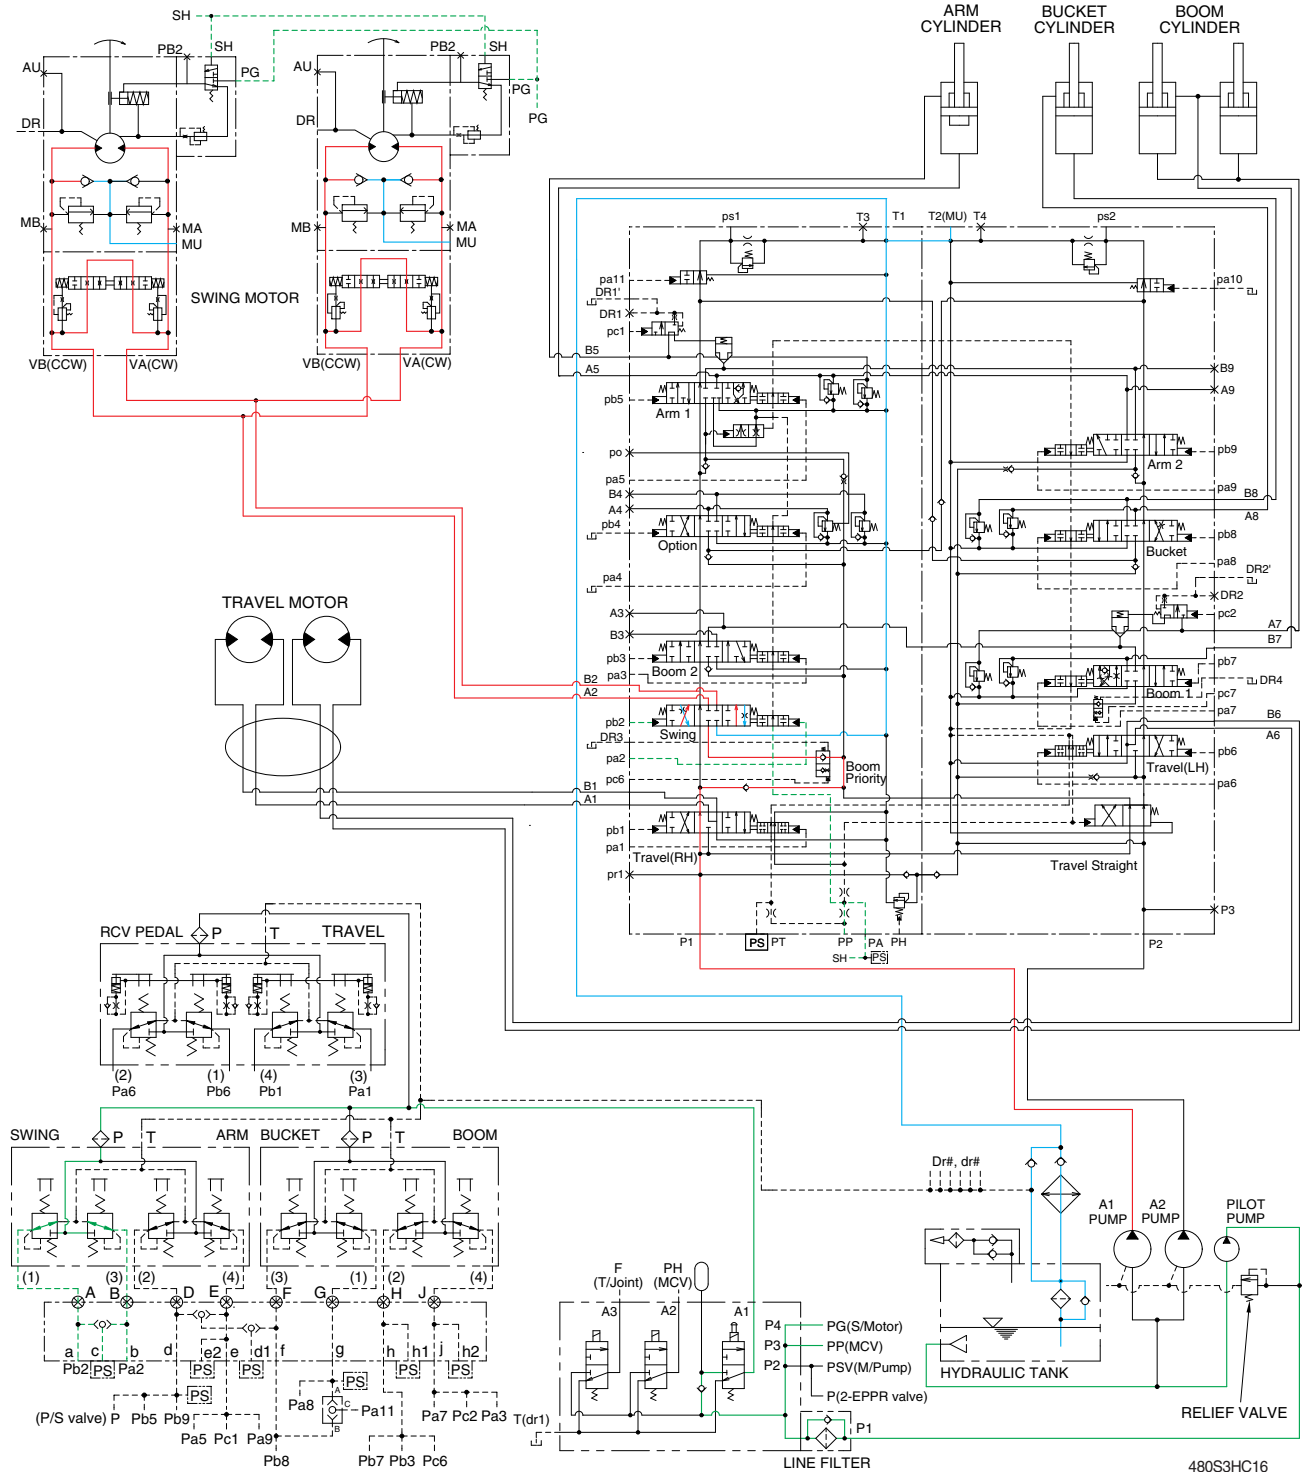 SH
PB2
SH
PG
AU
DR
MB
MA
MU
VB(CCW)
VA(CW)
SWING MOTOR
PB2
SH
PG
PG
AU
DR
MB
MA
MU
VB(CCW)
VA(CW)
ARM
CYLINDER
BUCKET
CYLINDER
BOOM
CYLINDER
ps1
T3
T1
T2(MU)
T4
ps2
pa11
DR1'
DR1
pc1
B5
A5
pb5
Arm 1
po
pa5
B4
A4
pb4
Option
pa4
A3
B3
pb3
Boom 2
pa3
B2
A2
pb2
Swing
DR3
pa2
pc6
Boom
Priority
B1
A1
pb1
pa1
Travel(RH)
pr1
P1
PS
PT
PP
PA
PH
SH
PS
P2
pa10
B9
A9
pb9
Arm 2
pa9
B8
A8
pb8
Bucket
pa8
DR2'
DR2
pc2
A7
B7
pb7
DR4
Boom 1
pc7
pa7
B6
A6
pb6
Travel(LH)
pa6
Travel Straight
P3
TRAVEL MOTOR
RCV PEDAL
P
T
TRAVEL
(2)
(1)
(4)
(3)
Pa6
Pb6
Pb1
Pa1
SWING
P
T
ARM
BUCKET
P
T
BOOM
(1)
(3)
(2)
(4)
(3)
(1)
(2)
(4)
A
B
D
E
F
G
H
J
a
c
b
d
e2
e
d1
f
g
h
h1
j
h2
Pb2
PS
Pa2
PS
PS
PS
PS
PS
PS
(P/S valve)
P
Pb5
Pb9
Pa5
Pc1
Pa9
Pb8
Pa8
A
C
B
Pa11
Pb7
Pb3
Pc6
Pa7
Pc2
Pa3
F
(T/Joint)
PH
(MCV)
A3
A2
A1
P4
PG(S/Motor)
P3
PP(MCV)
P2
PSV(M/Pump)
P(2-EPPR valve)
T(dr1)
P1
LINE FILTER
Dr#, dr#
A1
PUMP
A2
PUMP
PILOT
PUMP
HYDRAULIC TANK
RELIEF VALVE
480S3HC16